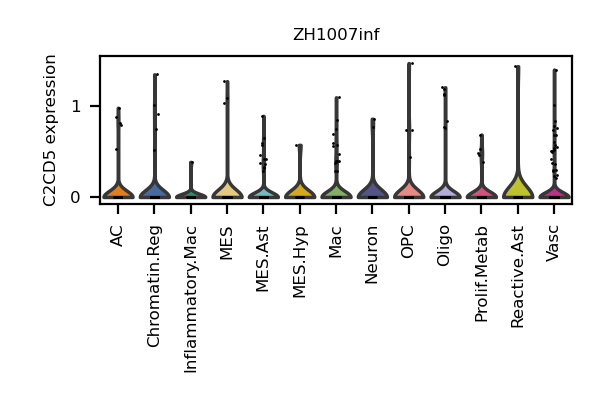 ZH1007inf
C2CD5 expression
1
0
AC
Chromatin.Reg
Inflammatory.Mac
MES
MES.Ast
MES.Hyp
Mac
Neuron
OPC
Oligo
Prolif.Metab
Reactive.Ast
Vasc